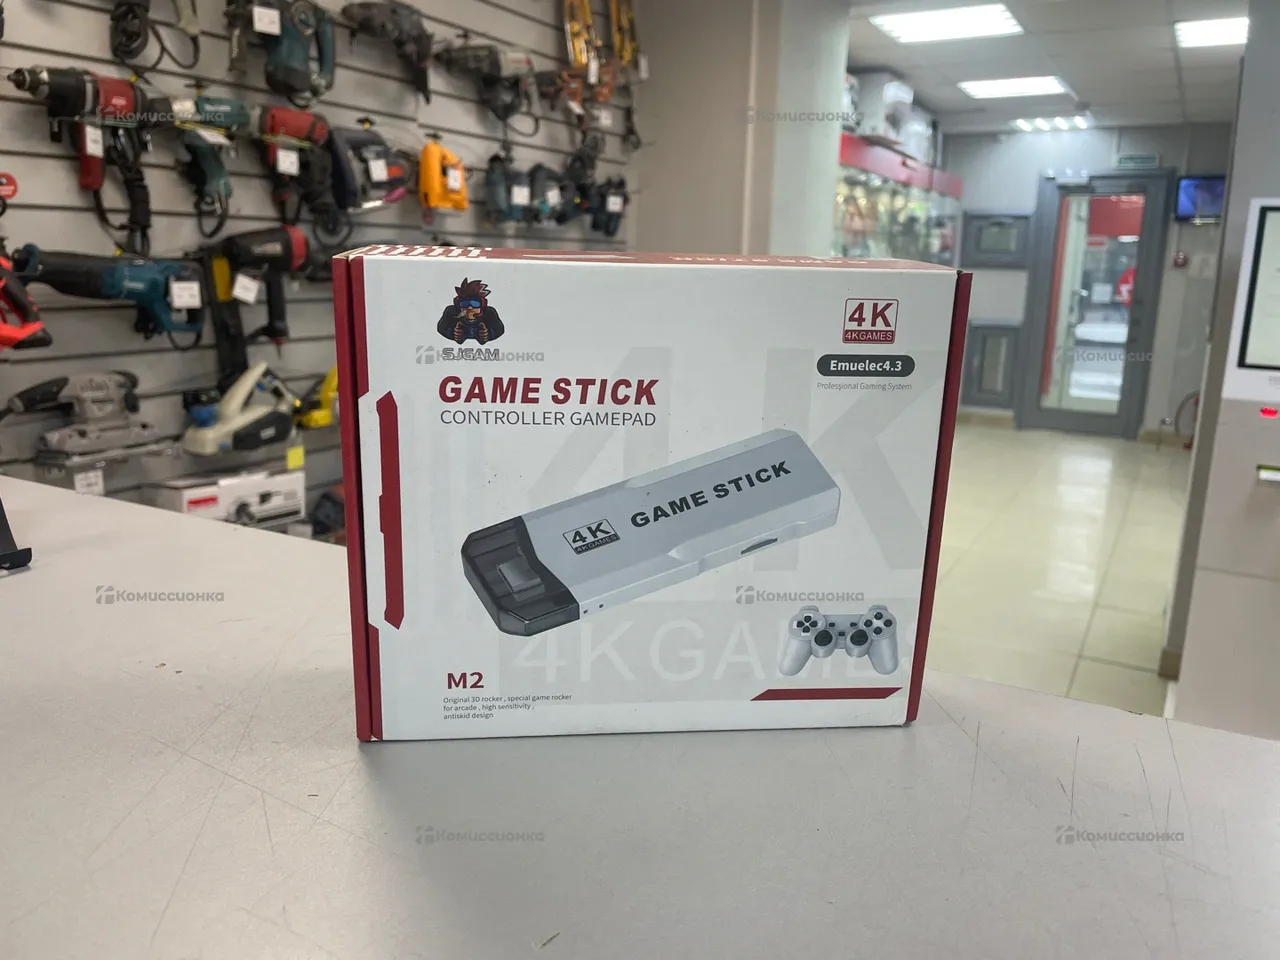 SJGAM
GAME STICK
CONTROLLER GAMEPAD
4K
4KGAMES
Emuelec4.3
Professional Gaming System
4K
4KGAMES
GAME STICK
4K
4KGAMES
M2
Original 3D rocker , special game rocker
for arcade , high sensitivity ,
antiskid design
Комиссионка
Комиссионка
Комиссионка
Комиссионка
Комиссионка
Комиссионка
Комиссионка
Комиссионка
Комиссионка